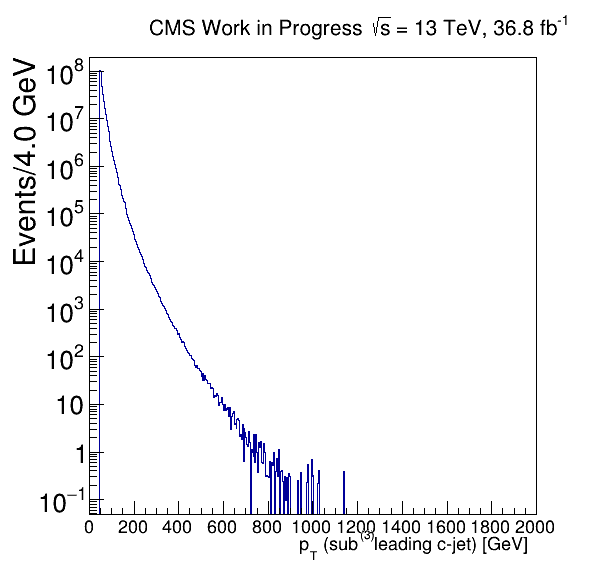 CMS Work in Progress √s = 13 TeV, 36.8 fb⁻¹
Events/4.0 GeV
10⁸
10⁷
10⁶
10⁵
10⁴
10³
10²
10
1
10⁻¹
0 200 400 600 800 1000 1200 1400 1600 1800 2000
p_T (sub⁽³⁾leading c-jet) [GeV]